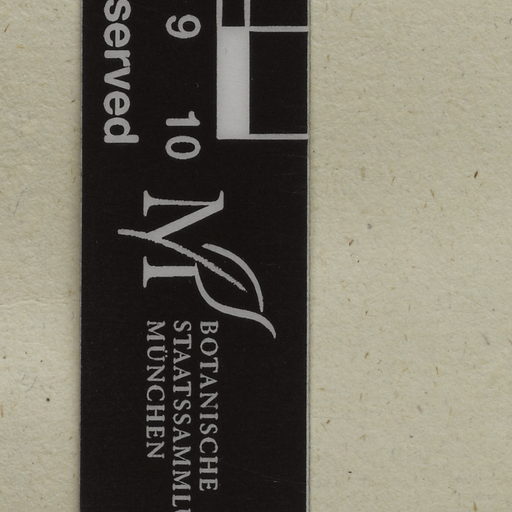 served
9 10
BOTANISCHE
STAATSSAMML
MÜNCHEN